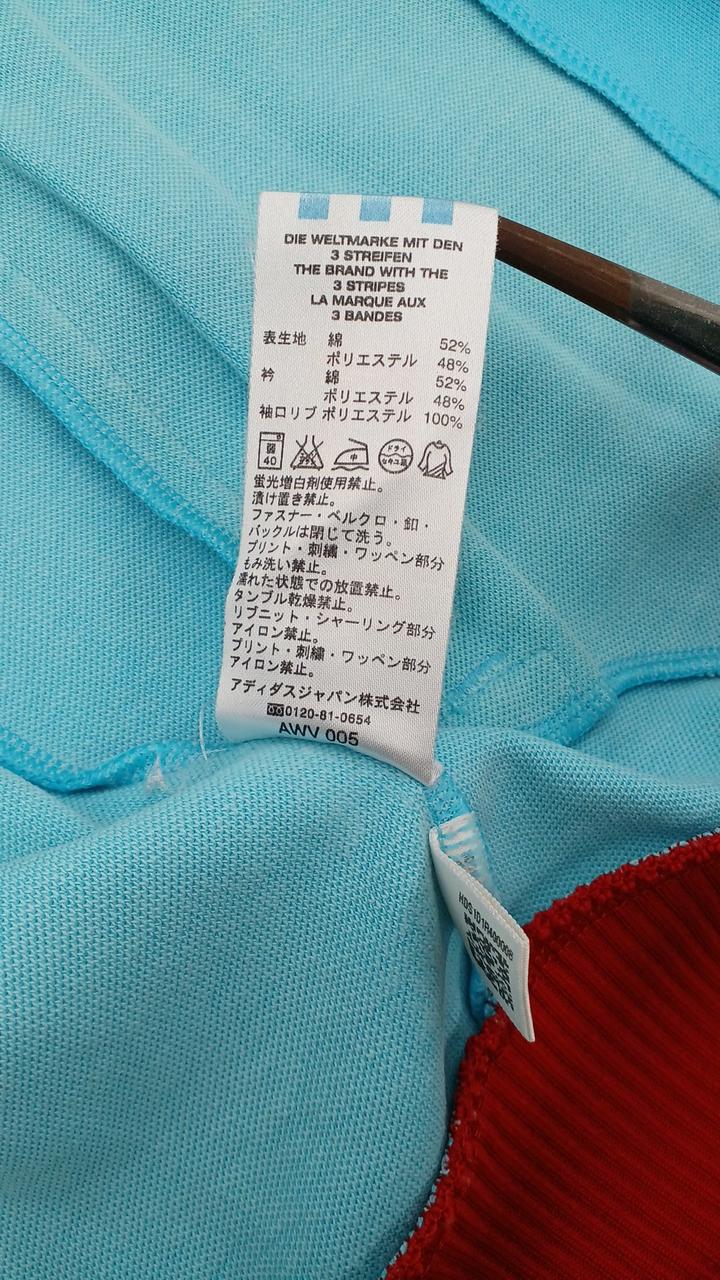 DIE WELTMARKE MIT DEN
3 STREIFEN
THE BRAND WITH THE
3 STRIPES
LA MARQUE AUX
3 BANDES
表生地 綿 52%
ポリエステル 48%
衿 綿 52%
ポリエステル 48%
袖口リブ ポリエステル 100%
弱 40 中 ドライ
蛍光増白剤使用禁止。
漬け置き禁止。
ファスナー・ベルクロ・釦・
バックルは閉じて洗う。
プリント・刺繍・ワッペン部分
もみ洗い禁止。
濡れた状態での放置禁止。
タンブル乾燥禁止。
リブニット・シャーリング部分
アイロン禁止。
プリント・刺繍・ワッペン部分
アイロン禁止。
アディダスジャパン株式会社
0120-81-0654
AWV 005